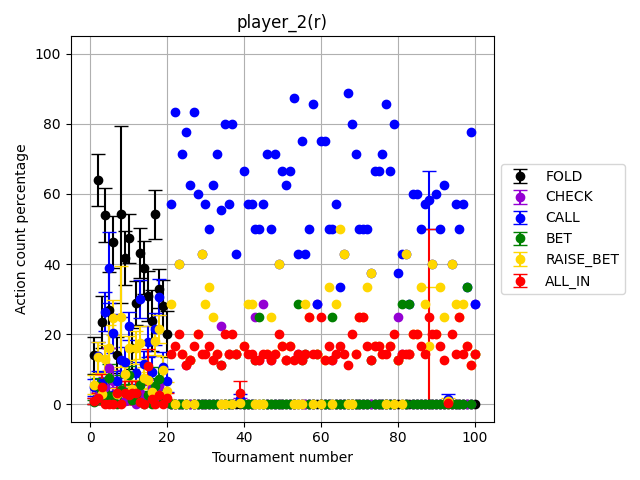 player_2(r)
Action count percentage
100
80
60
40
20
0
0
20
40
60
80
100
Tournament number
FOLD
CHECK
CALL
BET
RAISE_BET
ALL_IN